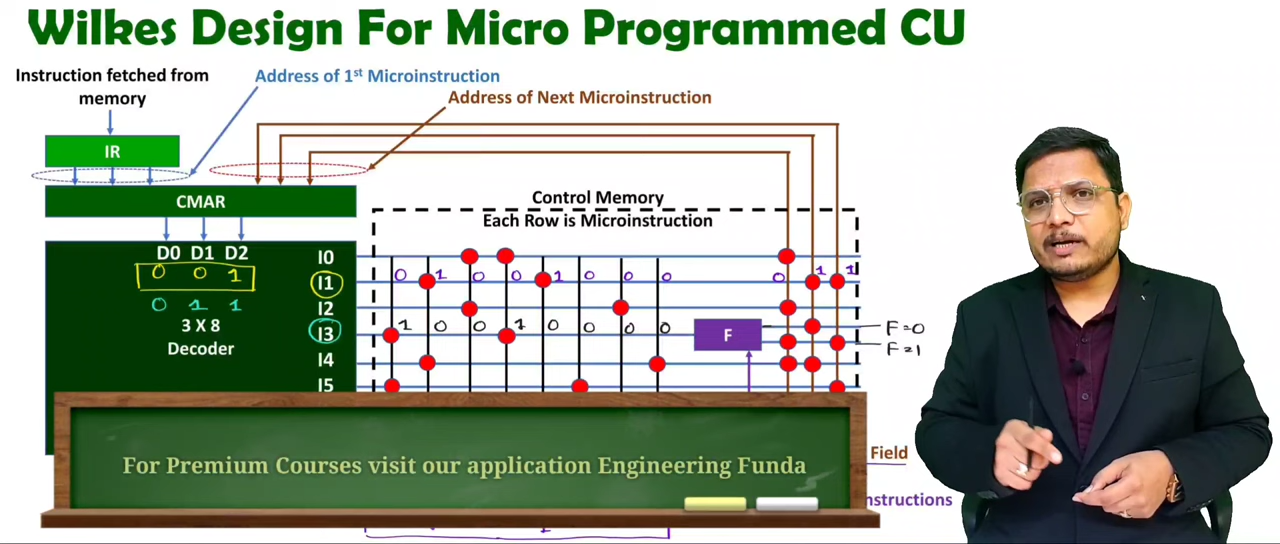 Wilkes Design For Micro Programmed CU
Instruction fetched from
memory
Address of 1st Microinstruction
Address of Next Microinstruction
IR
CMAR
Control Memory
Each Row is Microinstruction
D0 D1 D2
0 0 1
0 1 1
3 X 8
Decoder
I0
I1
I2
I3
I4
I5
0 1 0 0 1 0 0 0 0 1 1
1 0 0 1 0 0 0 0
F
F=0
F=1
For Premium Courses visit our application Engineering Funda
Field
nstructions